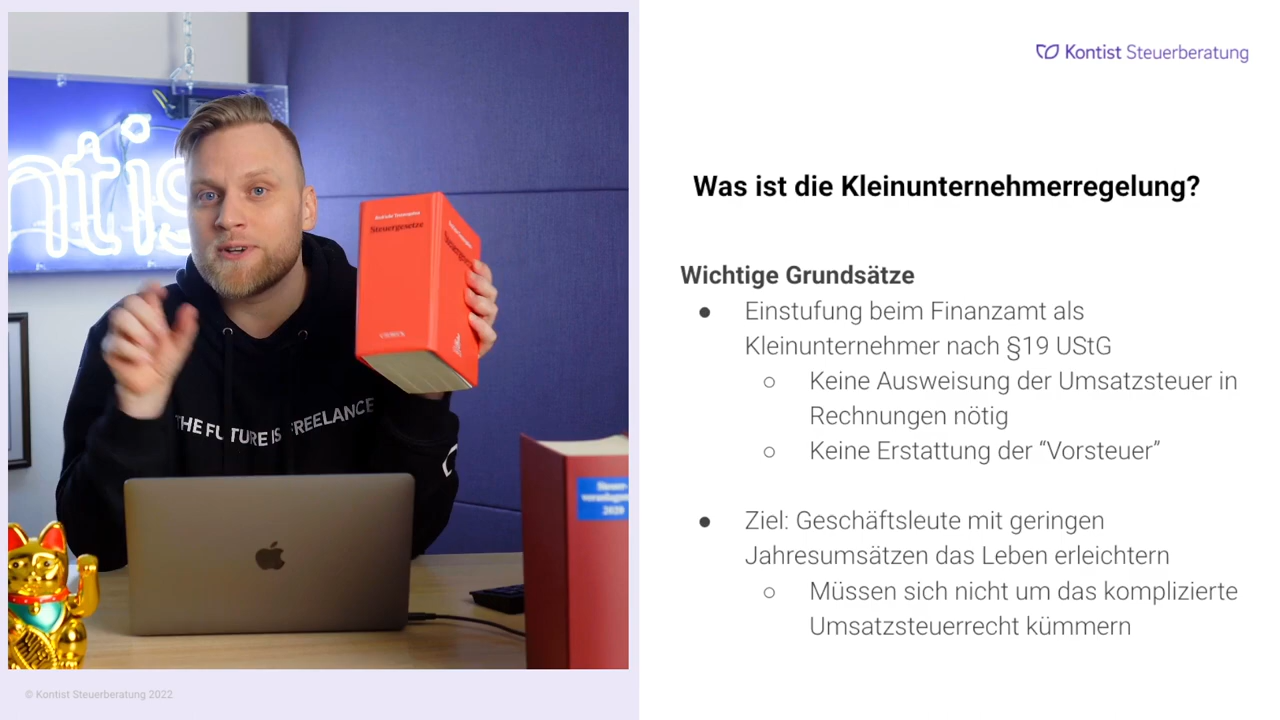 Kontist Steuerberatung
Was ist die Kleinunternehmerregelung?
Wichtige Grundsätze
● Einstufung beim Finanzamt als
Kleinunternehmer nach §19 UStG
○ Keine Ausweisung der Umsatzsteuer in
Rechnungen nötig
○ Keine Erstattung der “Vorsteuer”
● Ziel: Geschäftsleute mit geringen
Jahresumsätzen das Leben erleichtern
○ Müssen sich nicht um das komplizierte
Umsatzsteuerrecht kümmern
ntis
Steuergesetze
THE FUTURE IS FREELANCE
2020
© Kontist Steuerberatung 2022